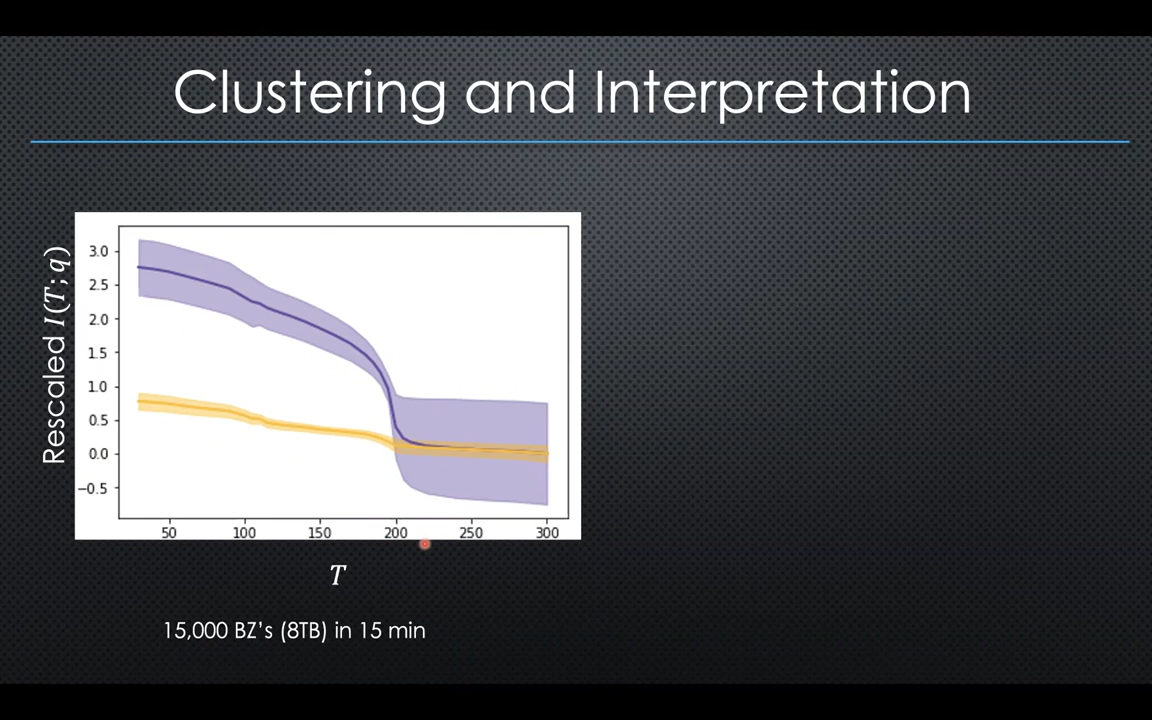 Clustering and Interpretation
Rescaled I(T; q)
3.0
2.5
2.0
1.5
1.0
0.5
0.0
−0.5
50 100 150 200 250 300
T
15,000 BZ's (8TB) in 15 min